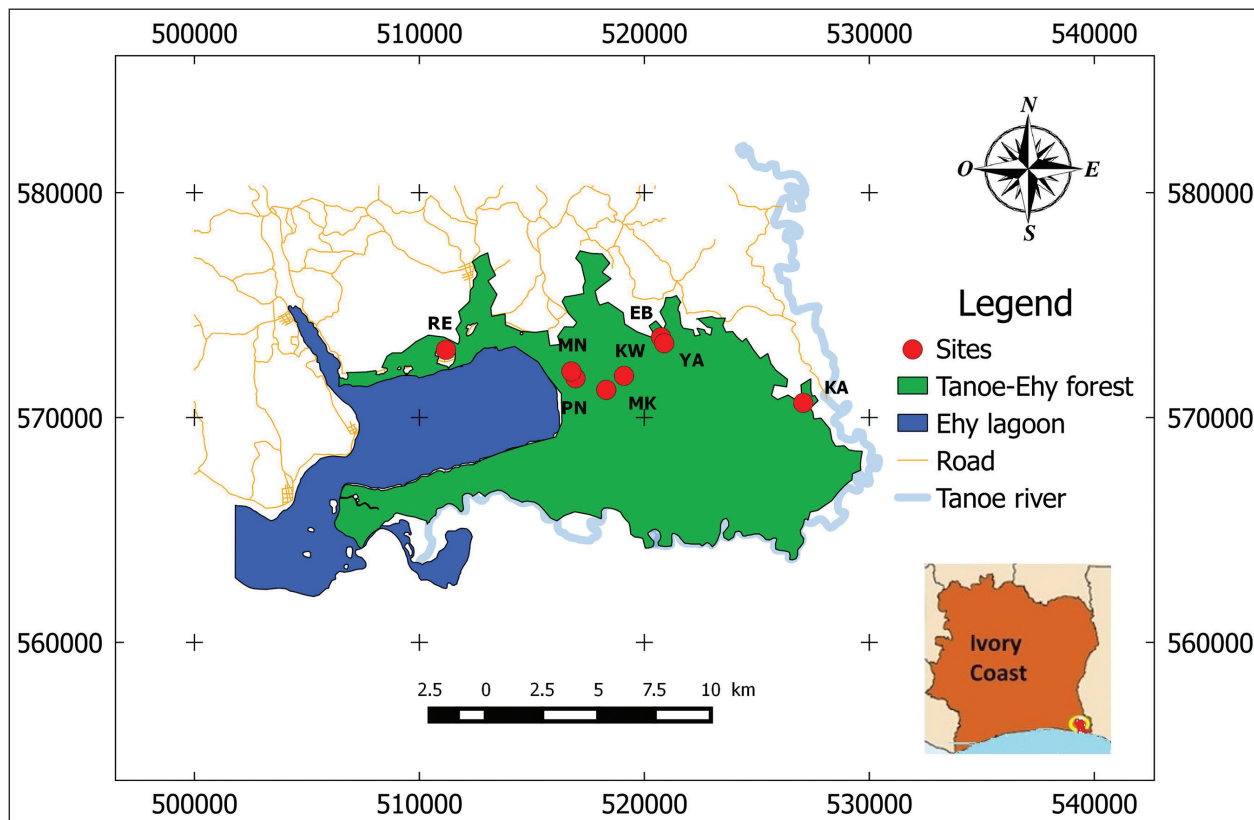 500000 510000 520000 530000 540000
N
O E
S
580000 580000
Legend
Sites
Tanoe-Ehy forest
Ehy lagoon
Road
Tanoe river
RE
MN
EB
KW
YA
PN
MK
KA
570000 570000
Ivory
Coast
560000 560000
2.5 0 2.5 5 7.5 10 km
500000 510000 520000 530000 540000